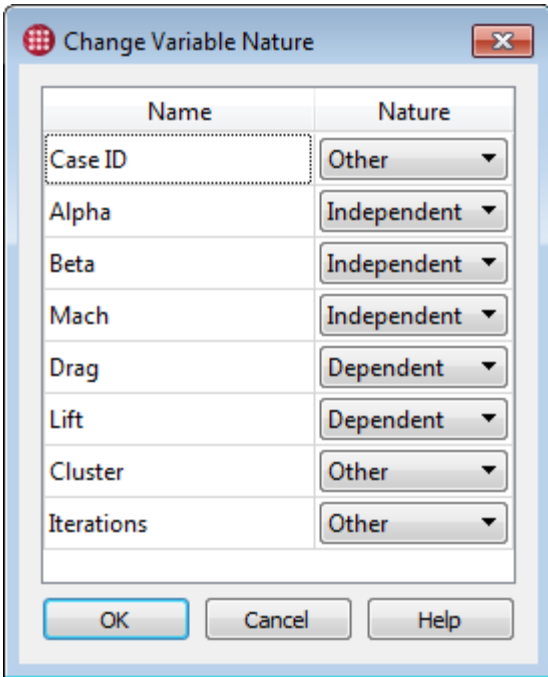 Change Variable Nature
Name Nature
Case ID Other
Alpha Independent
Beta Independent
Mach Independent
Drag Dependent
Lift Dependent
Cluster Other
Iterations Other
OK Cancel Help